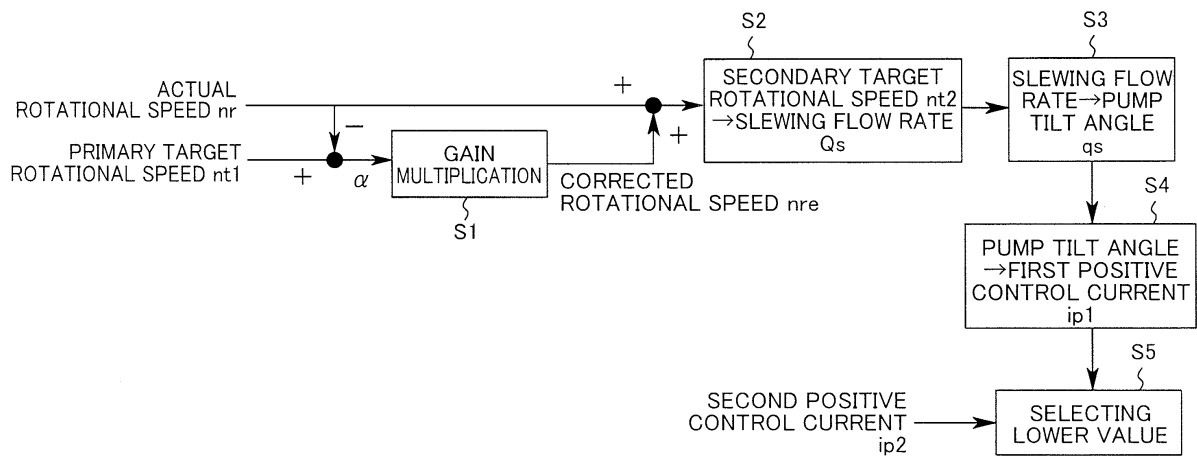 S2
S3
ACTUAL
ROTATIONAL SPEED nr
+
SECONDARY TARGET
ROTATIONAL SPEED nt2
→SLEWING FLOW RATE
Qs
SLEWING FLOW
RATE→PUMP
TILT ANGLE
qs
−
+
PRIMARY TARGET
ROTATIONAL SPEED nt1
+
α
GAIN
MULTIPLICATION
S1
CORRECTED
ROTATIONAL SPEED nre
S4
PUMP TILT ANGLE
→FIRST POSITIVE
CONTROL CURRENT
ip1
S5
SECOND POSITIVE
CONTROL CURRENT
ip2
SELECTING
LOWER VALUE